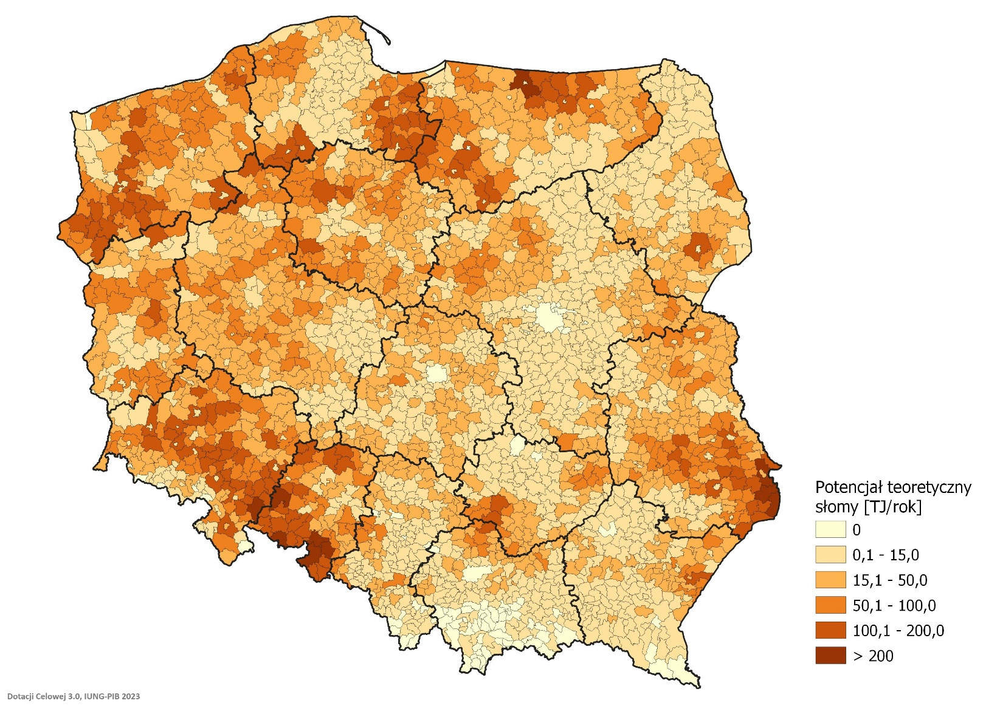 Potencjał teoretyczny
słomy [TJ/rok]
0
0,1 - 15,0
15,1 - 50,0
50,1 - 100,0
100,1 - 200,0
> 200
Dotacji Celowej 3.0, IUNG-PIB 2023